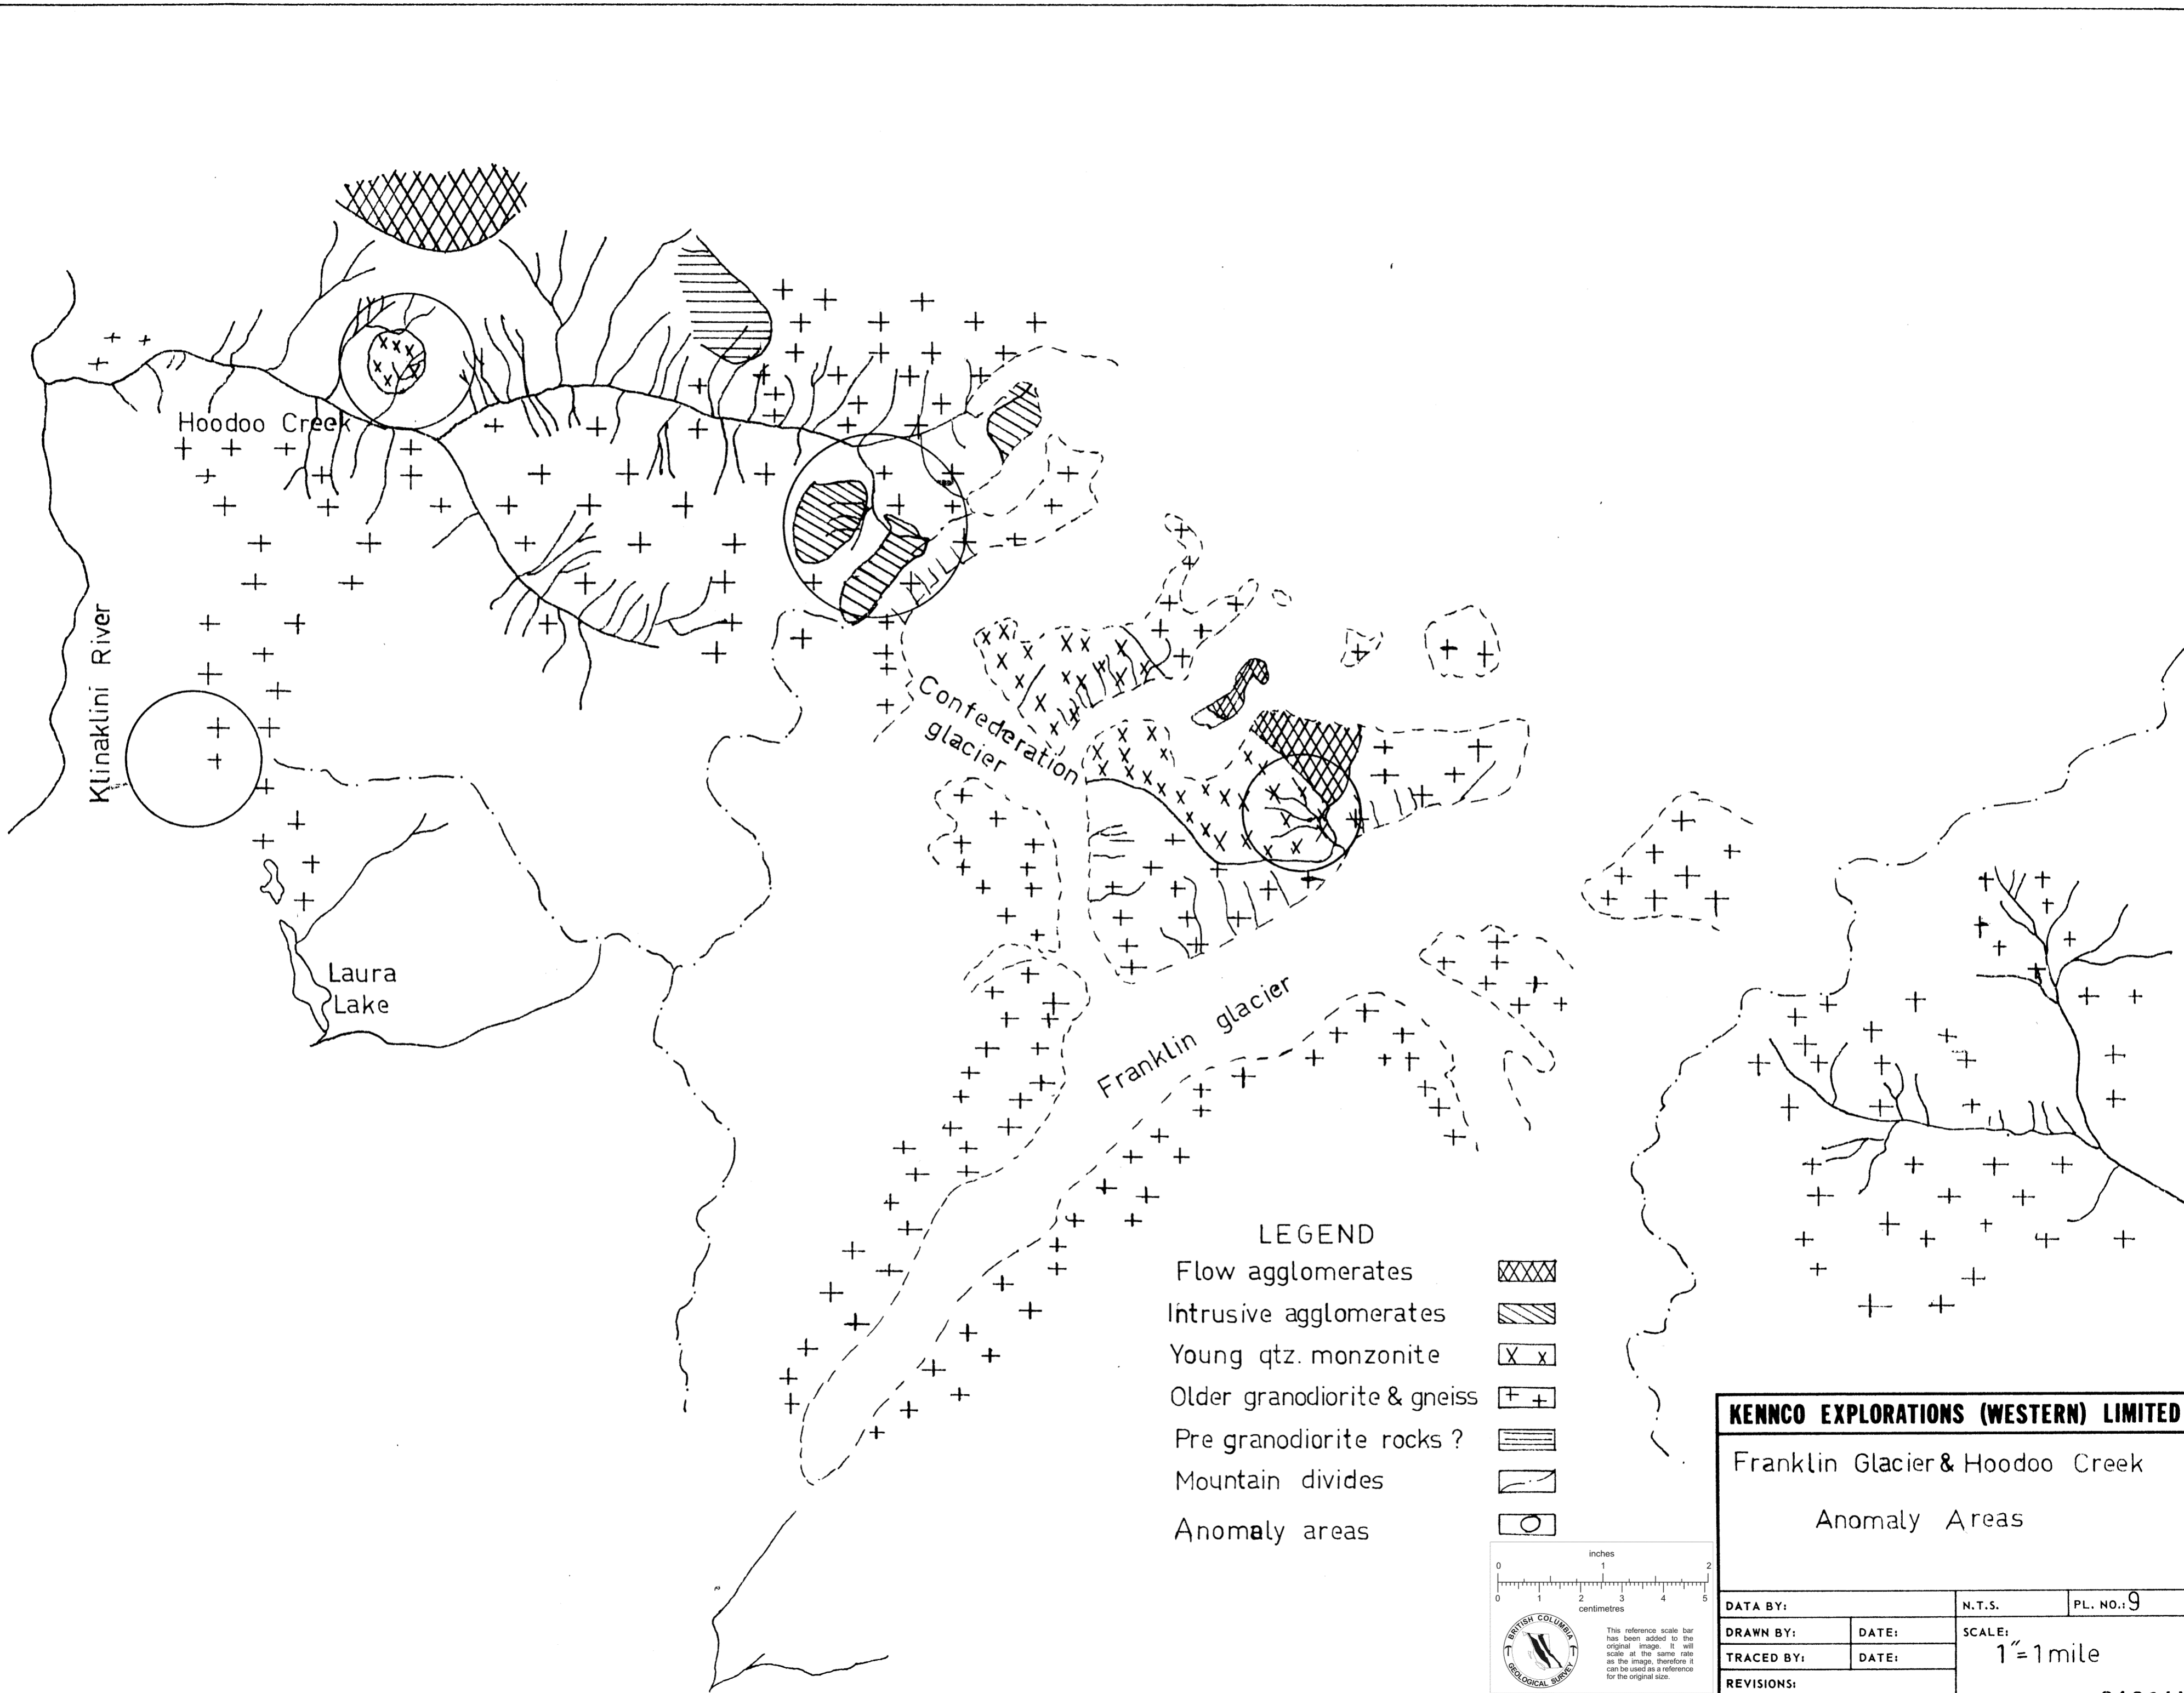 Hoodoo Creek
Klinaklini River
Confederation
glacier
Laura
Lake
Franklin glacier
LEGEND
Flow agglomerates
Intrusive agglomerates
Young qtz. monzonite
Older granodiorite & gneiss
Pre granodiorite rocks ?
Mountain divides
Anomaly areas
inches
0 1 2
0 1 2 3 4 5
centimetres
BRITISH COLUMBIA
GEOLOGICAL SURVEY
This reference scale bar
has been added to the
original image. It will
scale at the same rate
as the image, therefore it
can be used as a reference
for the original size.
KENNCO EXPLORATIONS (WESTERN) LIMITED
Franklin Glacier & Hoodoo Creek
Anomaly Areas
DATA BY:
N.T.S.
PL. NO.: 9
DRAWN BY:
DATE:
SCALE:
1"=1mile
TRACED BY:
DATE:
REVISIONS: